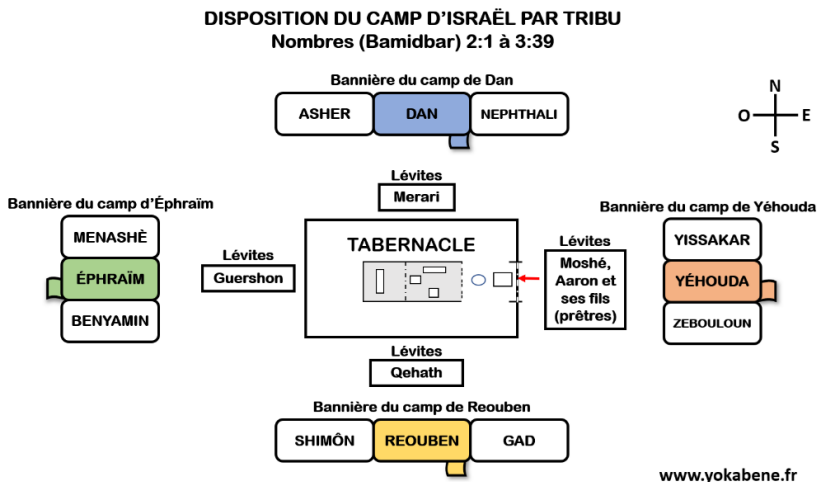 DISPOSITION DU CAMP D'ISRAËL PAR TRIBU
Nombres (Bamidbar) 2:1 à 3:39
Bannière du camp de Dan
ASHER
DAN
NEPHTHALI
N
O
E
S
Lévites
Merari
Bannière du camp d'Éphraïm
MENASHÈ
ÉPHRAÏM
BENYAMIN
Lévites
Guershon
TABERNACLE
Lévites
Moshé,
Aaron et
ses fils
(prêtres)
Bannière du camp de Yéhouda
YISSAKAR
YÉHOUDA
ZEBOULOUN
Lévites
Qehath
Bannière du camp de Reouben
SHIMÔN
REOUBEN
GAD
www.yokabene.fr